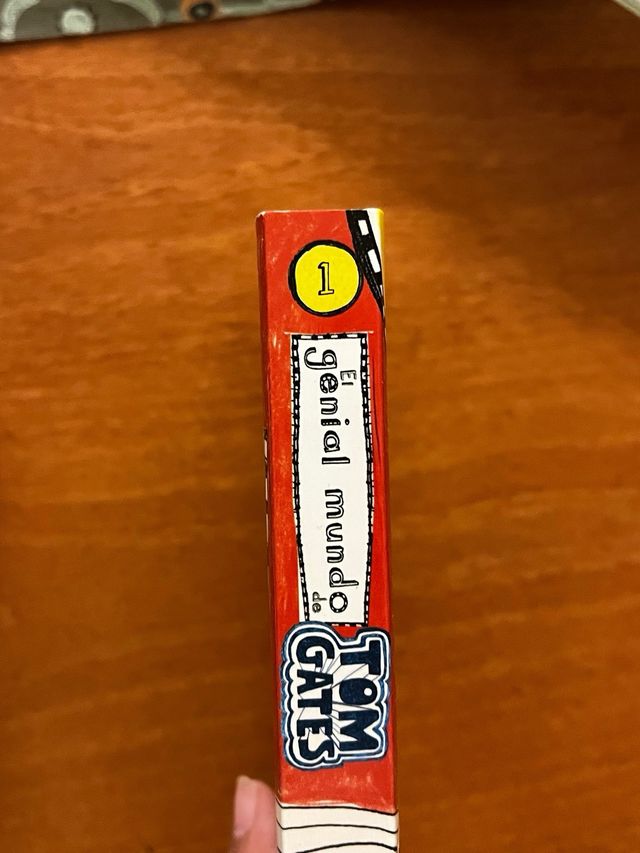 1
El
genial mundo
de
TOM
GATES